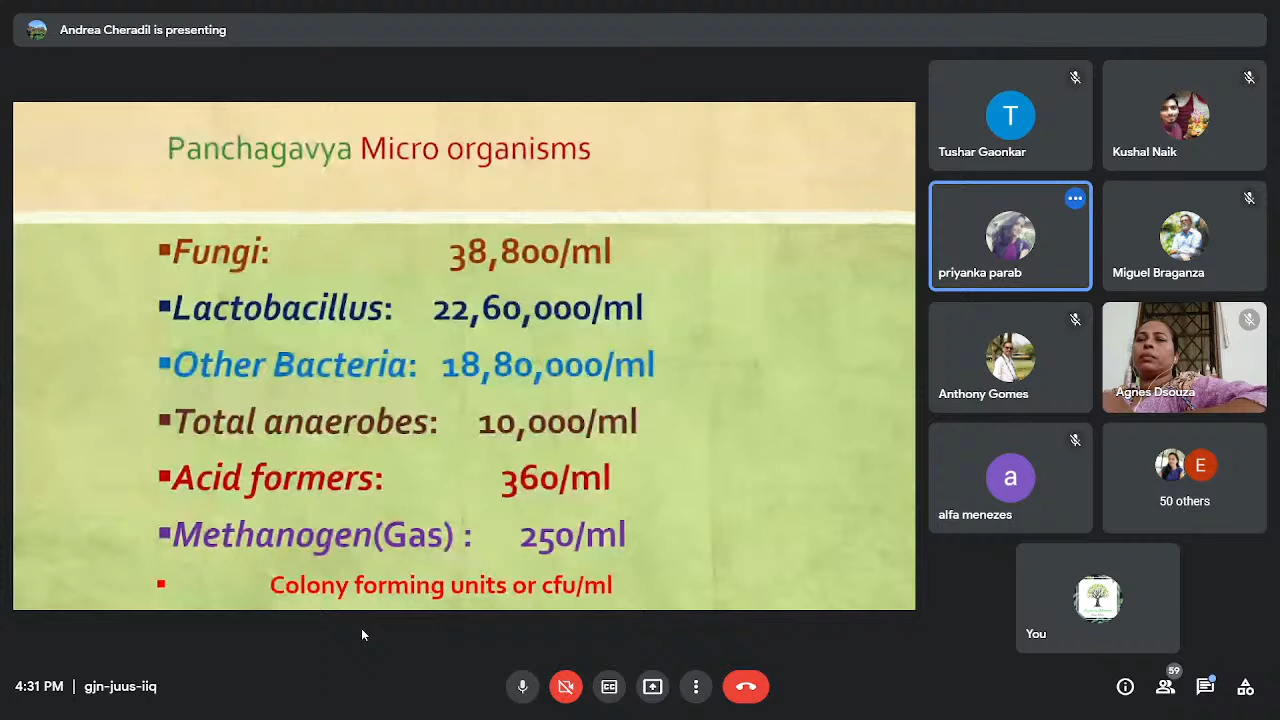 Andrea Cheradil is presenting
Panchagavya Micro organisms
▪Fungi: 38,800/ml
▪Lactobacillus: 22,60,000/ml
▪Other Bacteria: 18,80,000/ml
▪Total anaerobes: 10,000/ml
▪Acid formers: 360/ml
▪Methanogen(Gas) : 250/ml
▪ Colony forming units or cfu/ml
T
Tushar Gaonkar
Kushal Naik
priyanka parab
Miguel Braganza
Anthony Gomes
Agnes Dsouza
a
alfa menezes
E
50 others
You
4:31 PM | gjn-juus-iiq
59